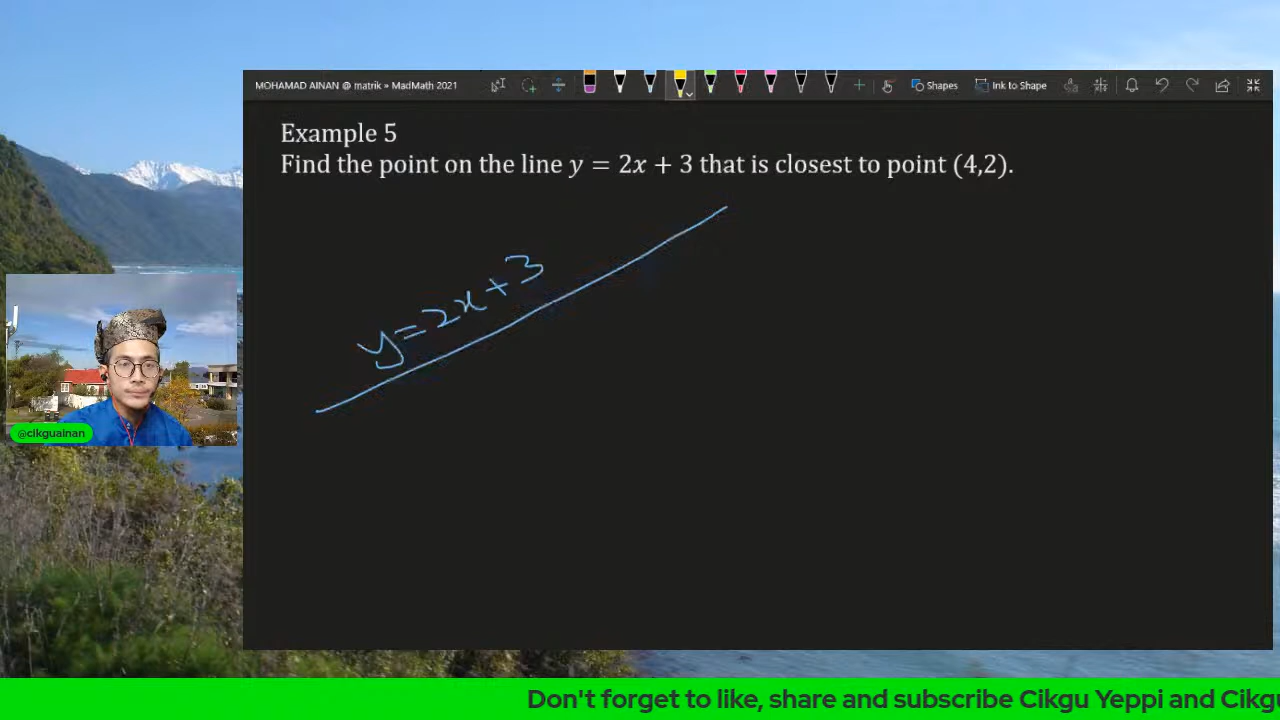 MOHAMAD AINAN @ matrik » MadMath 2021
Shapes
Ink to Shape
Example 5
Find the point on the line y = 2x + 3 that is closest to point (4,2).
y=2x+3
@cikguainan
Don't forget to like, share and subscribe Cikgu Yeppi and Cikgu